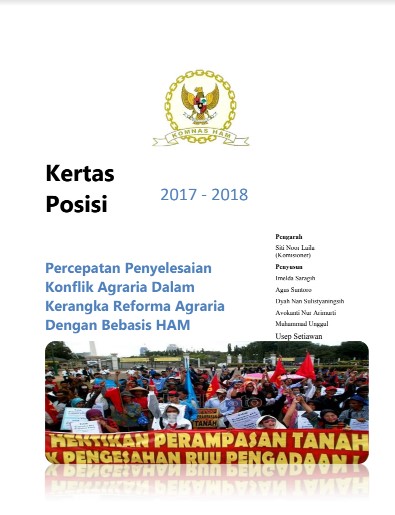 KOMNAS HAM
Kertas
Posisi
2017 - 2018
Pengarah
Siti Noor Laila
(Komisioner)
Penyusun
Imelda Saragih
Agus Suntoro
Dyah Nan Sulistyaningsih
Avokanti Nur Arimurti
Muhammad Unggul
Usep Setiawan
Percepatan Penyelesaian
Konflik Agraria Dalam
Kerangka Reforma Agraria
Dengan Bebasis HAM
HENTIKAN PERAMPASAN TANAH
K PENGESAHAN RUU PENGADAAN